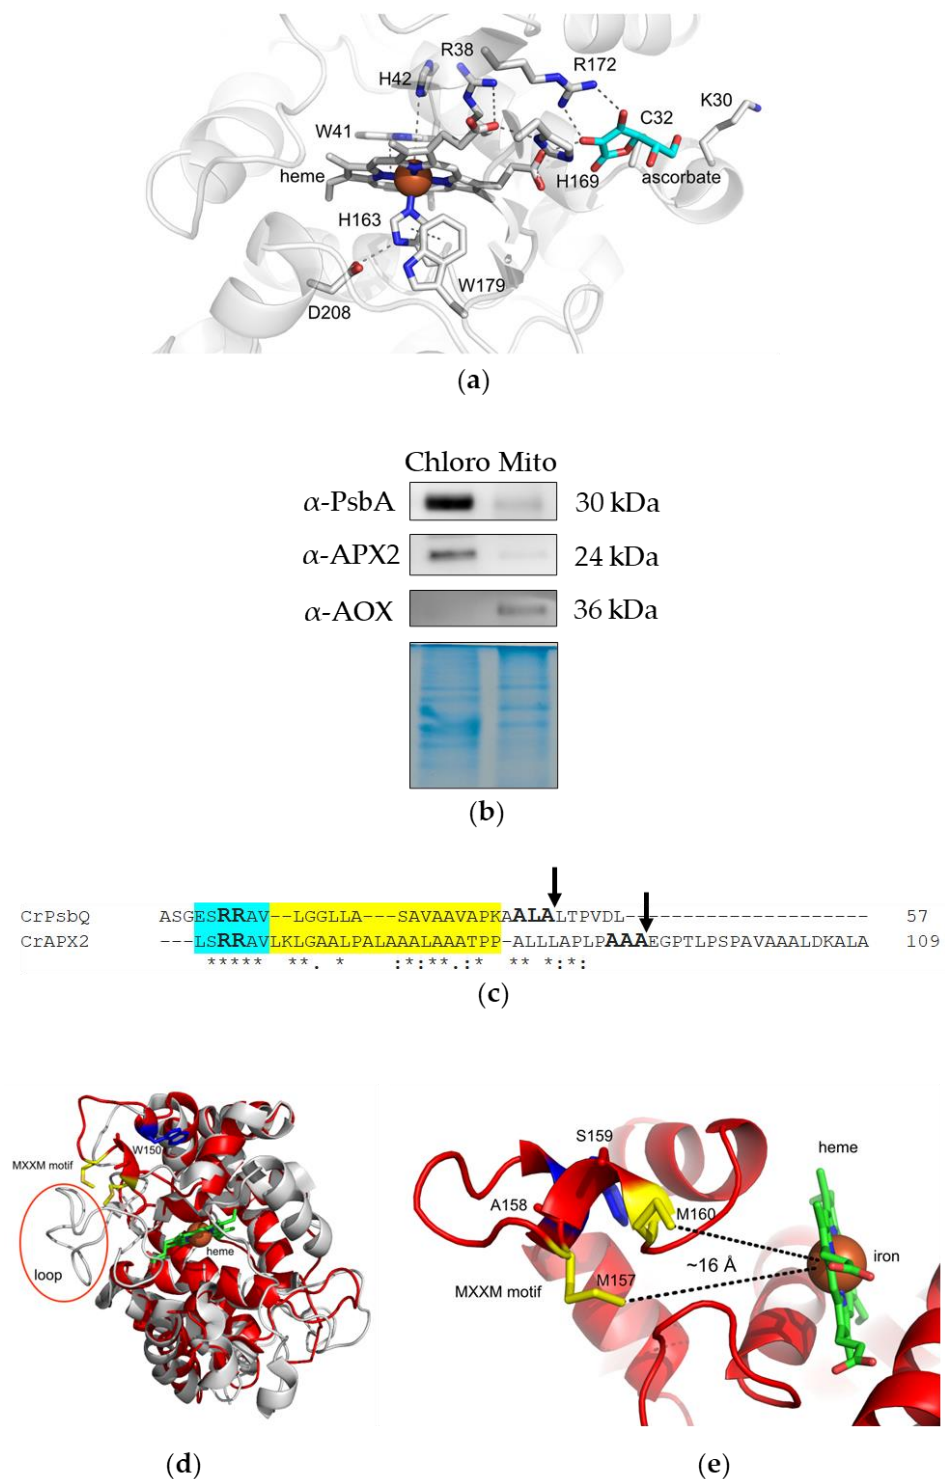 R38
R172
H42
K30
C32
W41
heme
H169
ascorbate
H163
W179
D208
(a)
Chloro Mito
α-PsbA 30 kDa
α-APX2 24 kDa
α-AOX 36 kDa
(b)
CrPsbQ ASGESRRAV--LGGLLA---SAVAAVAPKAALALTPVDL------------------ 57
CrAPX2 ---LSRRAVLKLGAALPALAAALAAATPP-ALLLAPLPAAAEGPTLPSPAVAAALDKALA 109
***** **. * :***.:* ** *:*:
(c)
W150
MXXM motif
heme
loop
(d)
S159
heme
A158
M160
iron
~16 Å
MXXM motif
M157
(e)